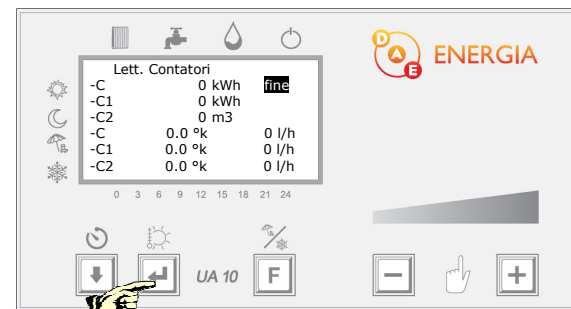 D A E ENERGIA
Lett. Contatori
-C 0 kWh fine
-C1 0 kWh
-C2 0 m3
-C 0.0 °k 0 l/h
-C1 0.0 °k 0 l/h
-C2 0.0 °k 0 l/h
0 3 6 9 12 15 18 21 24
UA 10 F